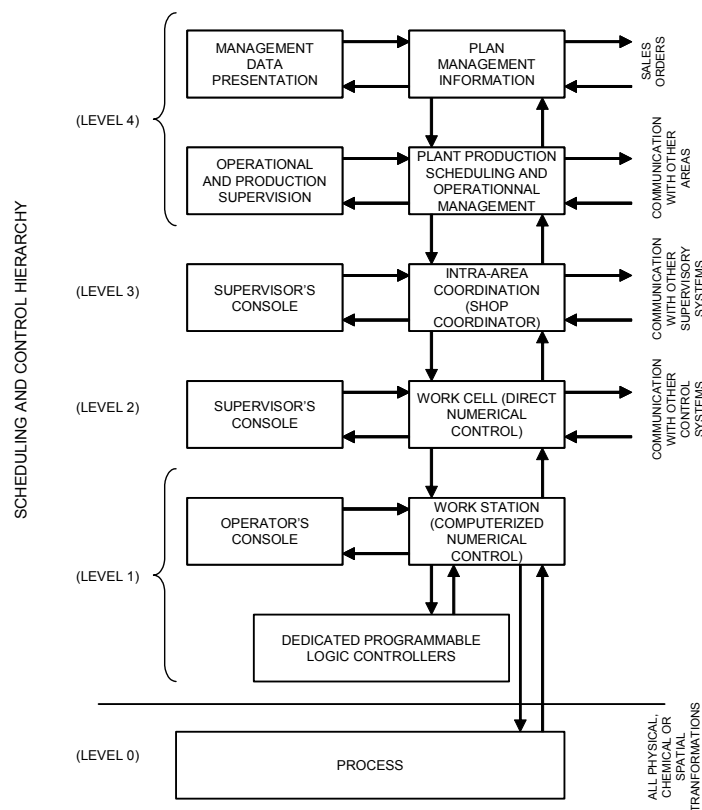 MANAGEMENT
DATA
PRESENTATION
PLAN
MANAGEMENT
INFORMATION
SALES
ORDERS
(LEVEL 4)
OPERATIONAL
AND PRODUCTION
SUPERVISION
PLANT PRODUCTION
SCHEDULING AND
OPERATIONNAL
MANAGEMENT
COMMUNICATION
WITH OTHER
AREAS
SCHEDULING AND CONTROL HIERARCHY
(LEVEL 3)
SUPERVISOR'S
CONSOLE
INTRA-AREA
COORDINATION
(SHOP
COORDINATOR)
COMMUNICATION
WITH OTHER
SUPERVISORY
SYSTEMS
(LEVEL 2)
SUPERVISOR'S
CONSOLE
WORK CELL (DIRECT
NUMERICAL
CONTROL)
COMMUNICATION
WITH OTHER
CONTROL
SYSTEMS
(LEVEL 1)
OPERATOR'S
CONSOLE
WORK STATION
(COMPUTERIZED
NUMERICAL
CONTROL)
DEDICATED PROGRAMMABLE
LOGIC CONTROLLERS
(LEVEL 0)
PROCESS
ALL PHYSICAL,
CHEMICAL OR
SPATIAL
TRANFORMATIONS